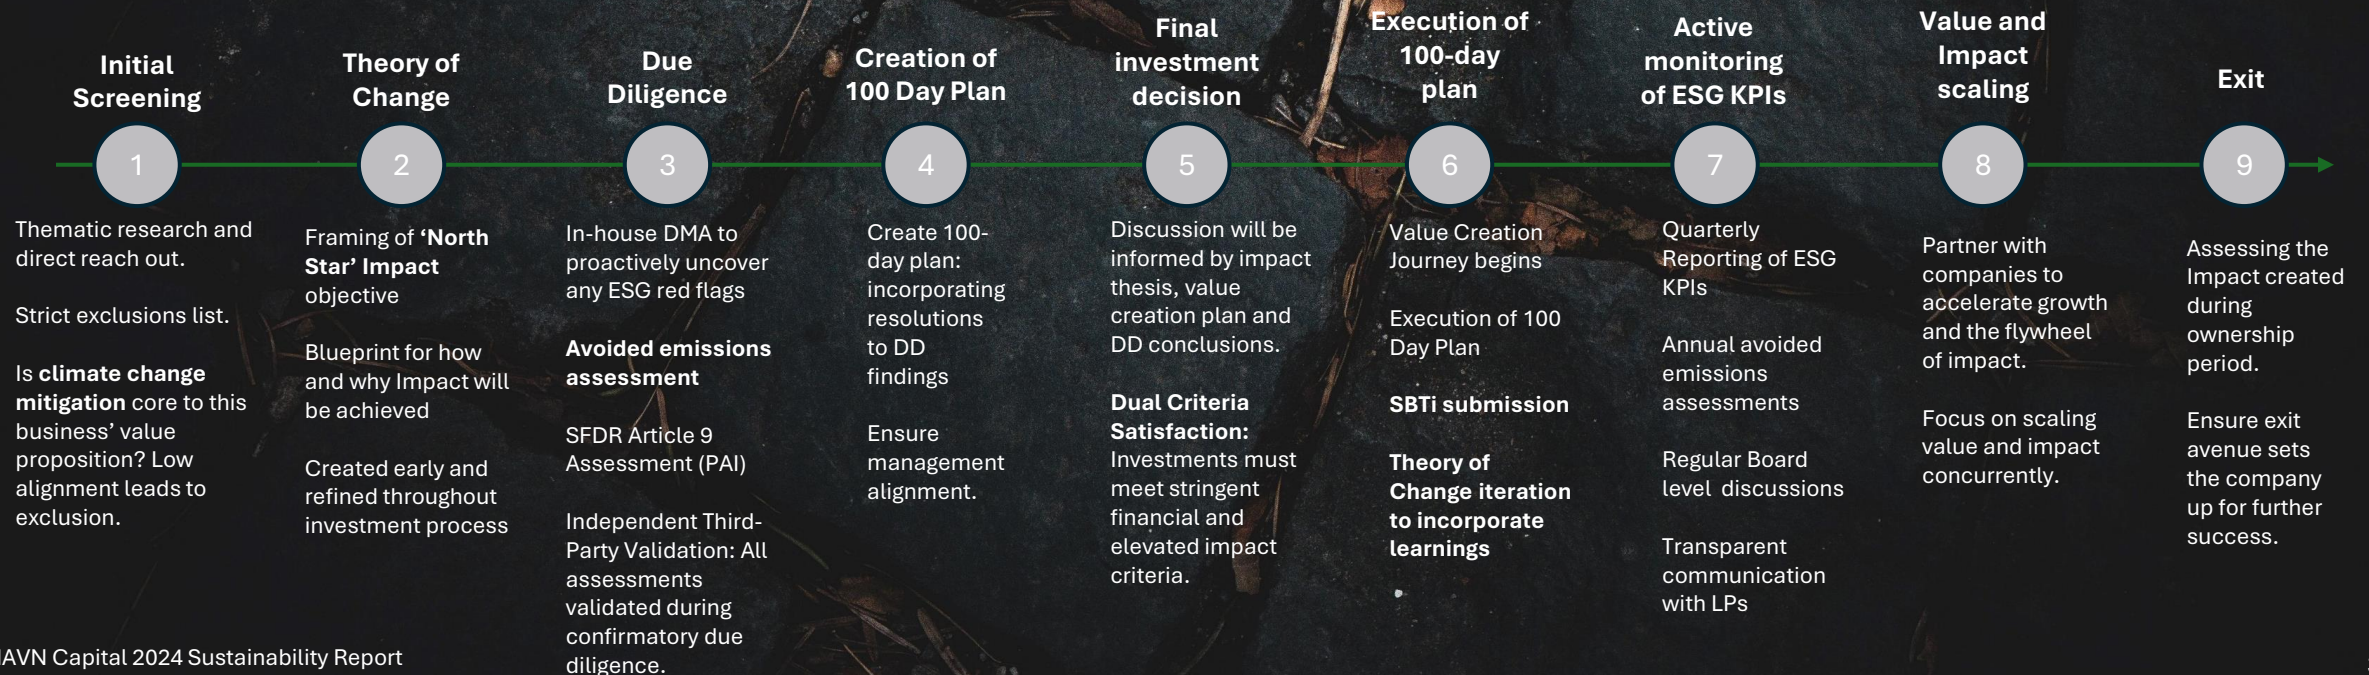 Initial
Screening
1
Thematic research and
direct reach out.
Strict exclusions list.
Is climate change
mitigation core to this
business’ value
proposition? Low
alignment leads to
exclusion.
Theory of
Change
2
Framing of ‘North
Star’ Impact
objective
Blueprint for how
and why Impact will
be achieved
Created early and
refined throughout
investment process
Due
Diligence
3
In-house DMA to
proactively uncover
any ESG red flags
Avoided emissions
assessment
SFDR Article 9
Assessment (PAI)
Independent Third-
Party Validation: All
assessments
validated during
confirmatory due
diligence.
Creation of
100 Day Plan
4
Create 100-
day plan:
incorporating
resolutions
to DD
findings
Ensure
management
alignment.
Final
investment
decision
5
Discussion will be
informed by impact
thesis, value
creation plan and
DD conclusions.
Dual Criteria
Satisfaction:
Investments must
meet stringent
financial and
elevated impact
criteria.
Execution of
100-day
plan
6
Value Creation
Journey begins
Execution of 100
Day Plan
SBTi submission
Theory of
Change iteration
to incorporate
learnings
Active
monitoring
of ESG KPIs
7
Quarterly
Reporting of ESG
KPIs
Annual avoided
emissions
assessments
Regular Board
level discussions
Transparent
communication
with LPs
Value and
Impact
scaling
8
Partner with
companies to
accelerate growth
and the flywheel
of impact.
Focus on scaling
value and impact
concurrently.
Exit
9
Assessing the
Impact created
during
ownership
period.
Ensure exit
avenue sets
the company
up for further
success.
Capital 2024 Sustainability Report